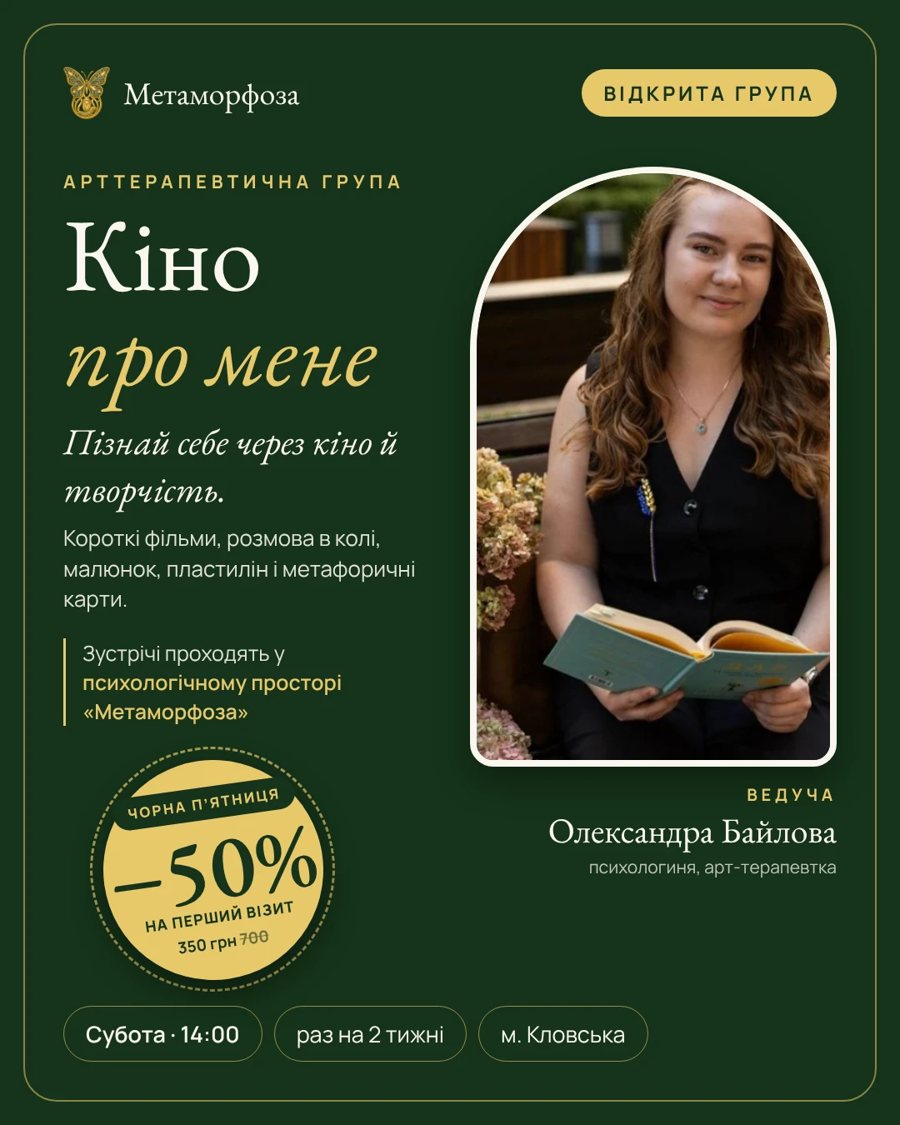 Метаморфоза
ВІДКРИТА ГРУПА
АРТТЕРАПЕВТИЧНА ГРУПА
Кіно
про мене
Пізнай себе через кіно й
творчість.
Короткі фільми, розмова в колі,
малюнок, пластилін і метафоричні
карти.
Зустрічі проходять у
психологічному просторі
«Метаморфоза»
ЧОРНА П'ЯТНИЦЯ
–50%
НА ПЕРШИЙ ВІЗИТ
350 грн 700
ВЕДУЧА
Олександра Байлова
психологиня, арт-терапевтка
Субота · 14:00
раз на 2 тижні
м. Кловська